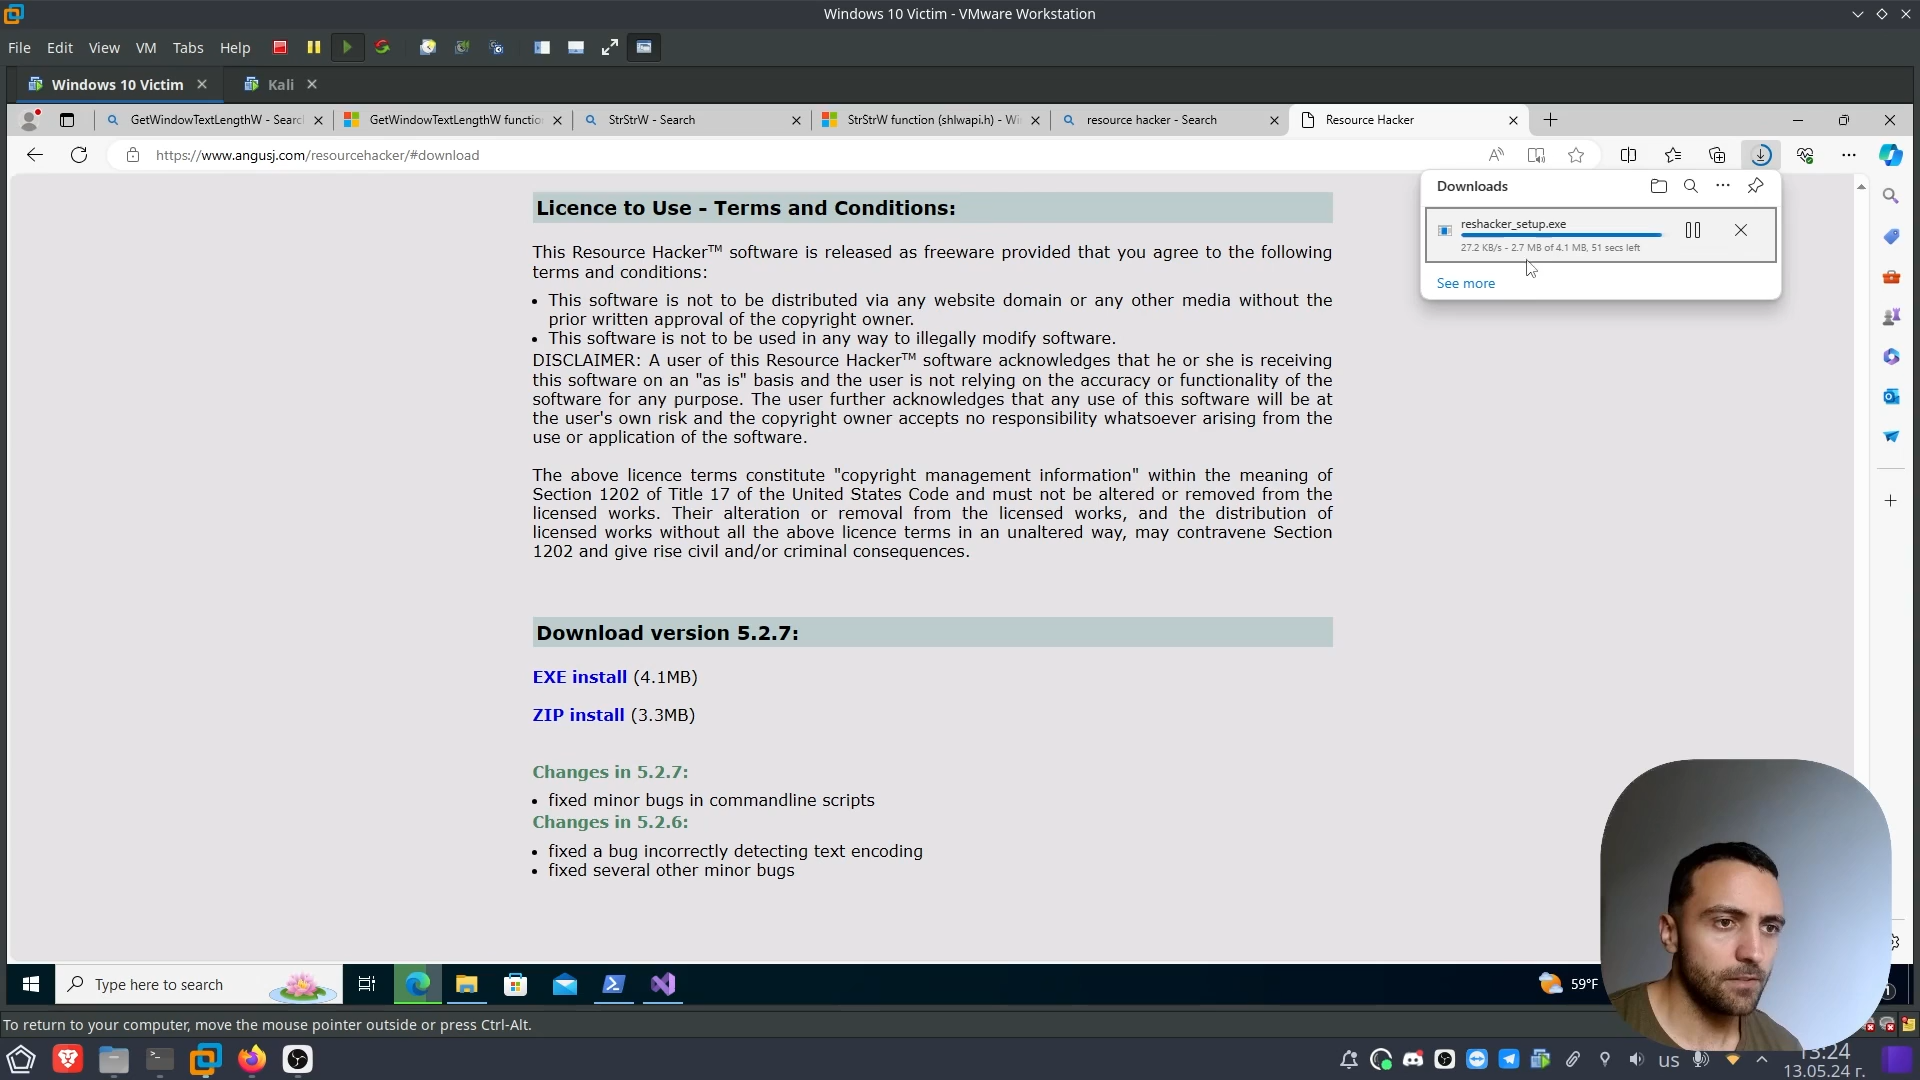 Windows 10 Victim - VMware Workstation
File Edit View VM Tabs Help
Windows 10 Victim
Kali
GetWindowTextLengthW - Searc
GetWindowTextLengthW functio
StrStrW - Search
StrStrW function (shlwapi.h) - Wi
resource hacker - Search
Resource Hacker
https://www.angusj.com/resourcehacker/#download
Downloads
reshacker_setup.exe
27.2 KB/s - 2.7 MB of 4.1 MB, 51 secs left
See more
Licence to Use - Terms and Conditions:
This Resource Hacker™ software is released as freeware provided that you agree to the following
terms and conditions:
• This software is not to be distributed via any website domain or any other media without the
prior written approval of the copyright owner.
• This software is not to be used in any way to illegally modify software.
DISCLAIMER: A user of this Resource Hacker™ software acknowledges that he or she is receiving
this software on an "as is" basis and the user is not relying on the accuracy or functionality of the
software for any purpose. The user further acknowledges that any use of this software will be at
the user's own risk and the copyright owner accepts no responsibility whatsoever arising from the
use or application of the software.
The above licence terms constitute "copyright management information" within the meaning of
Section 1202 of Title 17 of the United States Code and must not be altered or removed from the
licensed works. Their alteration or removal from the licensed works, and the distribution of
licensed works without all the above licence terms in an unaltered way, may contravene Section
1202 and give rise civil and/or criminal consequences.
Download version 5.2.7:
EXE install (4.1MB)
ZIP install (3.3MB)
Changes in 5.2.7:
• fixed minor bugs in commandline scripts
Changes in 5.2.6:
• fixed a bug incorrectly detecting text encoding
• fixed several other minor bugs
Type here to search
59°F
To return to your computer, move the mouse pointer outside or press Ctrl-Alt.
us
13:24
13.05.24 г.